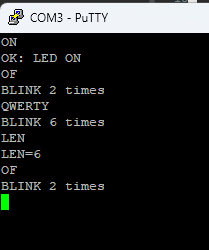 COM3 - PuTTY
ON
OK: LED ON
OF
BLINK 2 times
QWERTY
BLINK 6 times
LEN
LEN=6
OF
BLINK 2 times